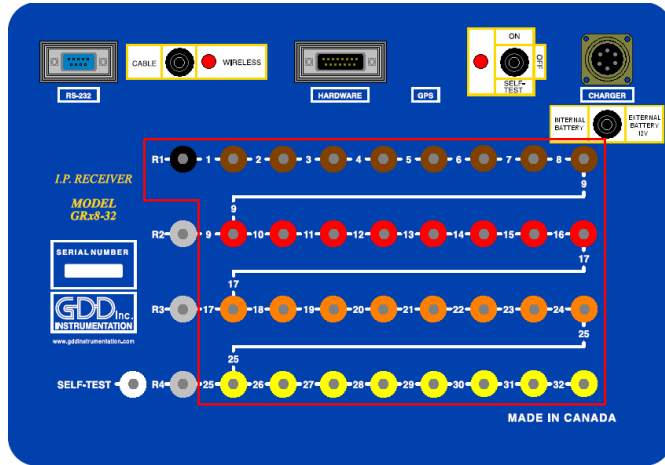 ON
OFF
CABLE
WIRELESS
SELF-
TEST
RS-232
HARDWARE
GPS
CHARGER
INTERNAL
BATTERY
EXTERNAL
BATTERY
12V
R1 1 2 3 4 5 6 7 8
9
I.P. RECEIVER
MODEL
GRx8-32
9
R2 9 10 11 12 13 14 15 16
17
SERIAL NUMBER
17
GDD Inc.
INSTRUMENTATION
R3 17 18 19 20 21 22 23 24
25
www.gddinstrumentation.com
25
SELF-TEST R4 25 26 27 28 29 30 31 32
MADE IN CANADA